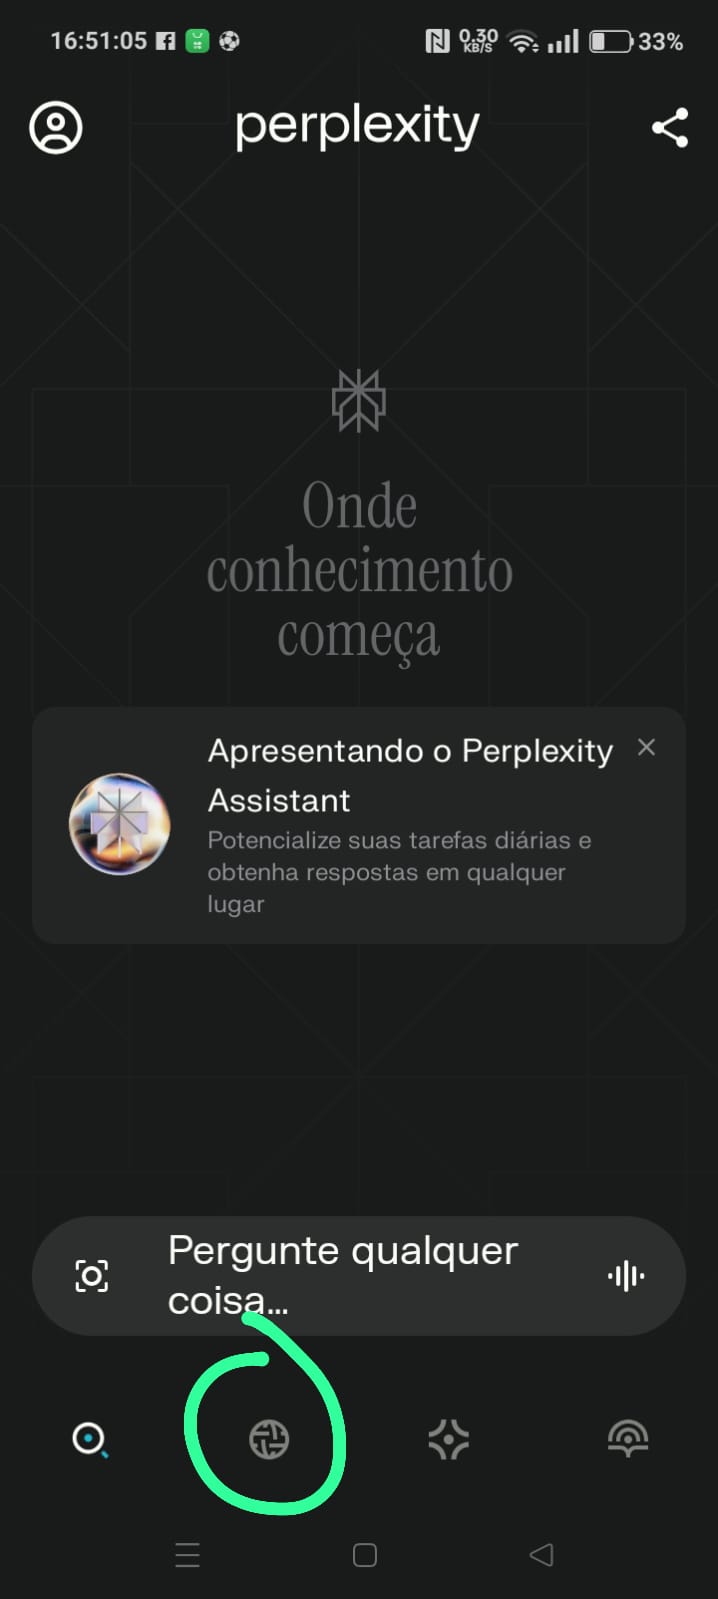 16:51:05 0.30 KB/S 33%
perplexity
Onde
conhecimento
começa
Apresentando o Perplexity
Assistant
Potencialize suas tarefas diárias e
obtenha respostas em qualquer
lugar
Pergunte qualquer
coisa...